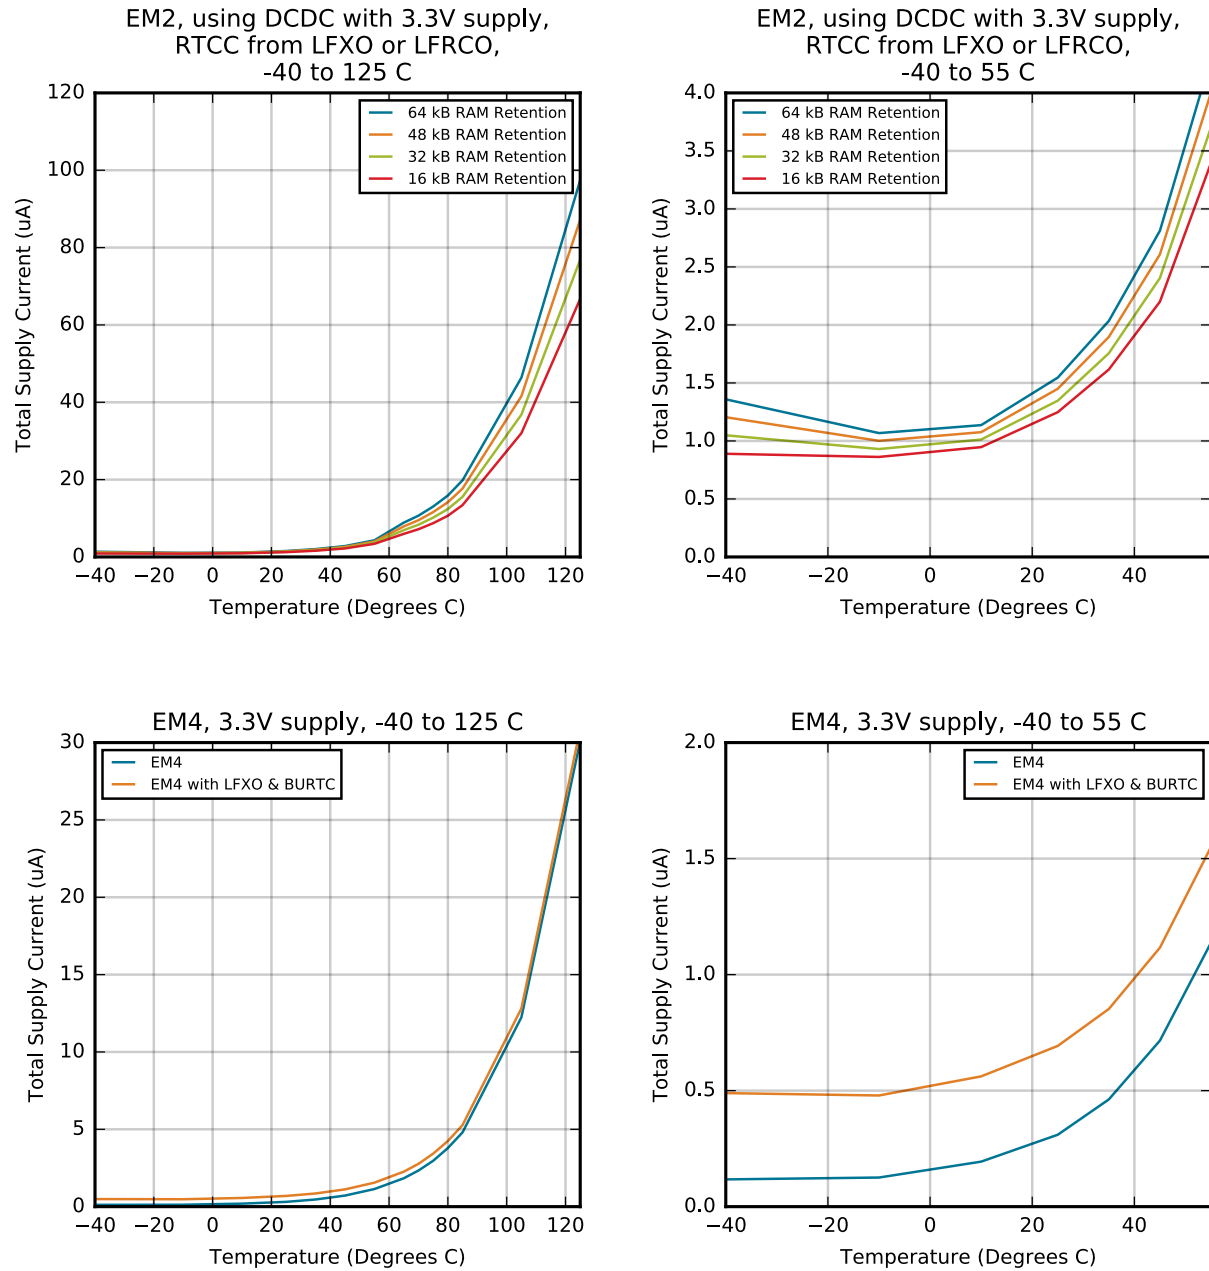 EM2, using DCDC with 3.3V supply,
RTCC from LFXO or LFRCO,
-40 to 125 C
120
100
80
60
40
20
0
Total Supply Current (uA)
64 kB RAM Retention
48 kB RAM Retention
32 kB RAM Retention
16 kB RAM Retention
−40 −20 0 20 40 60 80 100 120
Temperature (Degrees C)
EM2, using DCDC with 3.3V supply,
RTCC from LFXO or LFRCO,
-40 to 55 C
4.0
3.5
3.0
2.5
2.0
1.5
1.0
0.5
0.0
Total Supply Current (uA)
64 kB RAM Retention
48 kB RAM Retention
32 kB RAM Retention
16 kB RAM Retention
−40 −20 0 20 40
Temperature (Degrees C)
EM4, 3.3V supply, -40 to 125 C
30
25
20
15
10
5
0
Total Supply Current (uA)
EM4
EM4 with LFXO & BURTC
−40 −20 0 20 40 60 80 100 120
Temperature (Degrees C)
EM4, 3.3V supply, -40 to 55 C
2.0
1.5
1.0
0.5
0.0
Total Supply Current (uA)
EM4
EM4 with LFXO & BURTC
−40 −20 0 20 40
Temperature (Degrees C)